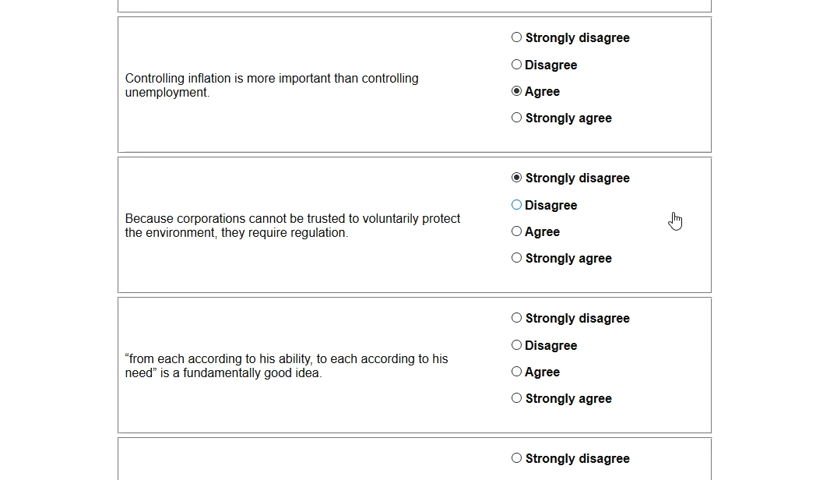 Strongly disagree
Disagree
Controlling inflation is more important than controlling
unemployment.
Agree
Strongly agree
Strongly disagree
Disagree
Because corporations cannot be trusted to voluntarily protect
the environment, they require regulation.
Agree
Strongly agree
Strongly disagree
Disagree
“from each according to his ability, to each according to his
need” is a fundamentally good idea.
Agree
Strongly agree
Strongly disagree